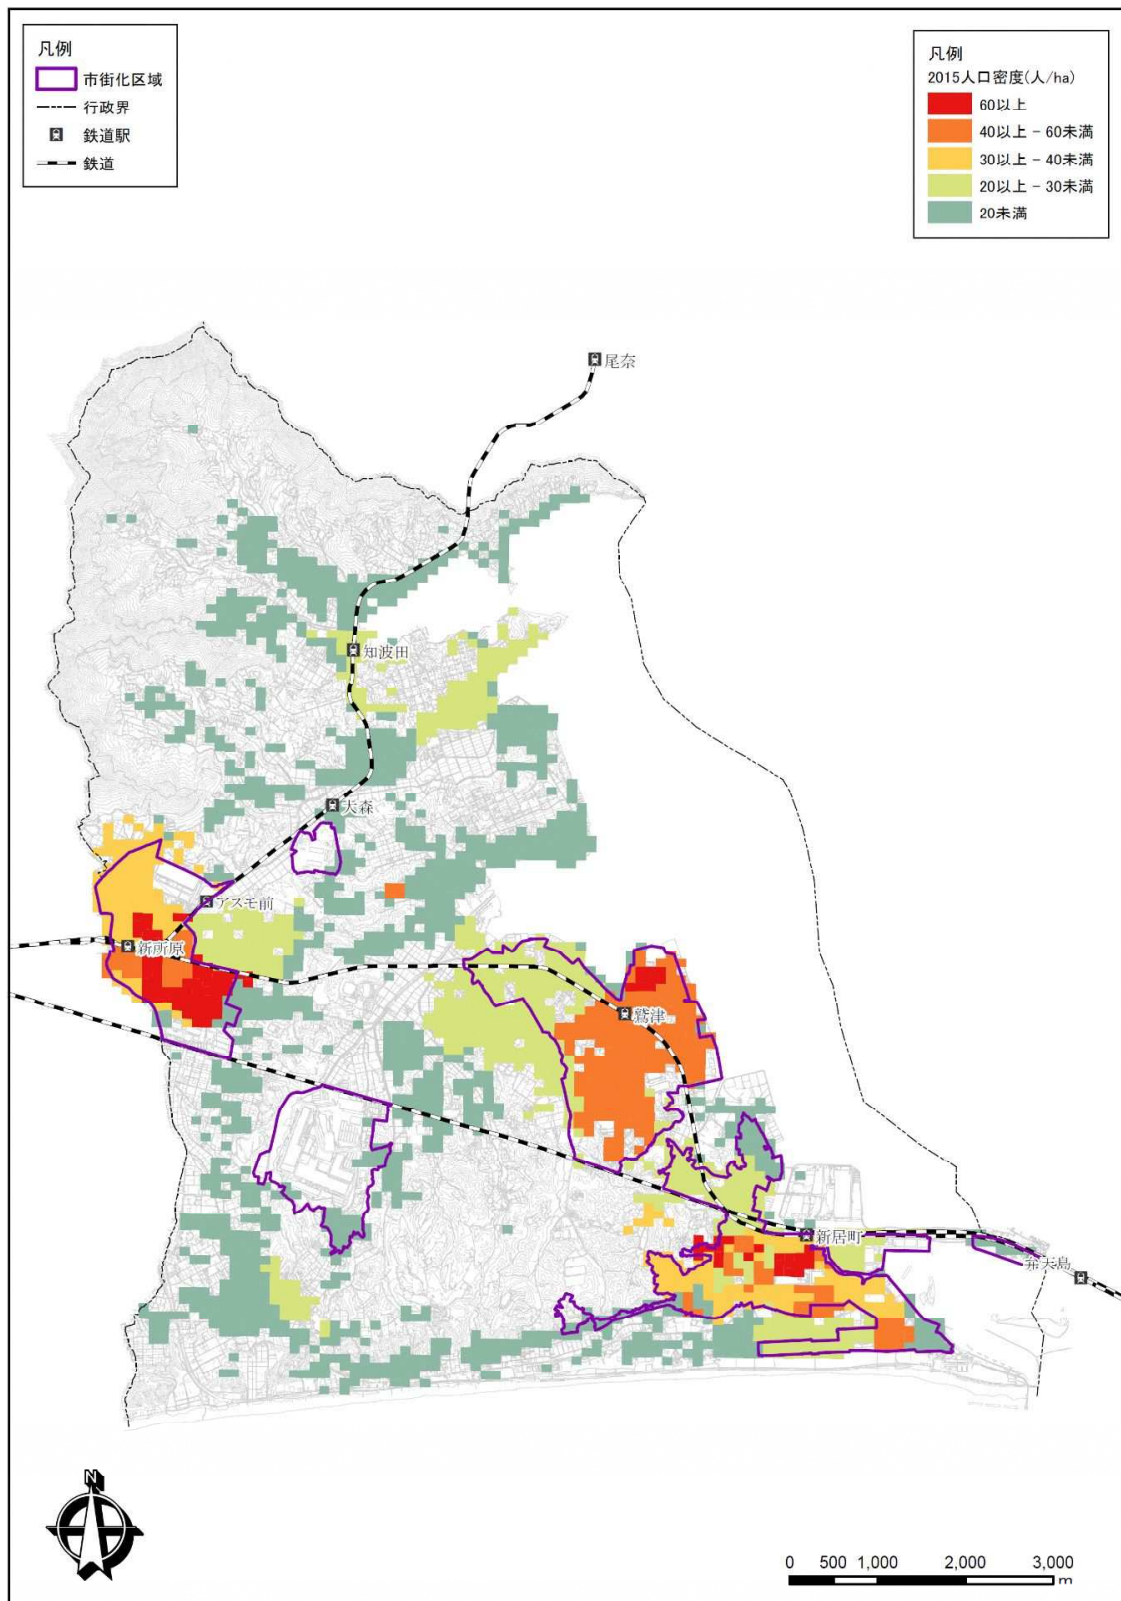 凡例
市街化区域
行政界
鉄道駅
鉄道
凡例
2015人口密度(人/ha)
60以上
40以上 - 60未満
30以上 - 40未満
20以上 - 30未満
20未満
尾奈
知波田
大森
アスモ前
新所原
鷲津
新居町
弁天島
N
0 500 1,000 2,000 3,000
m